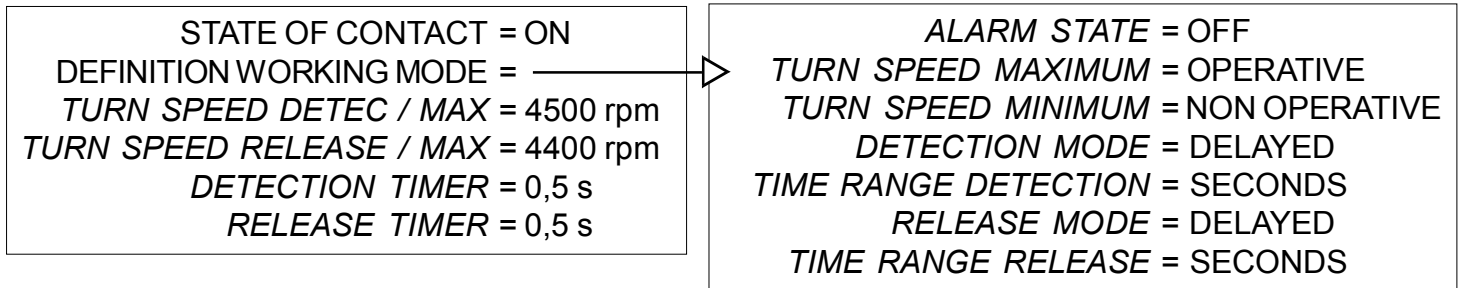 STATE OF CONTACT = ON
DEFINITION WORKING MODE =
TURN SPEED DETEC / MAX = 4500 rpm
TURN SPEED RELEASE / MAX = 4400 rpm
DETECTION TIMER = 0,5 s
RELEASE TIMER = 0,5 s
ALARM STATE = OFF
TURN SPEED MAXIMUM = OPERATIVE
TURN SPEED MINIMUM = NON OPERATIVE
DETECTION MODE = DELAYED
TIME RANGE DETECTION = SECONDS
RELEASE MODE = DELAYED
TIME RANGE RELEASE = SECONDS